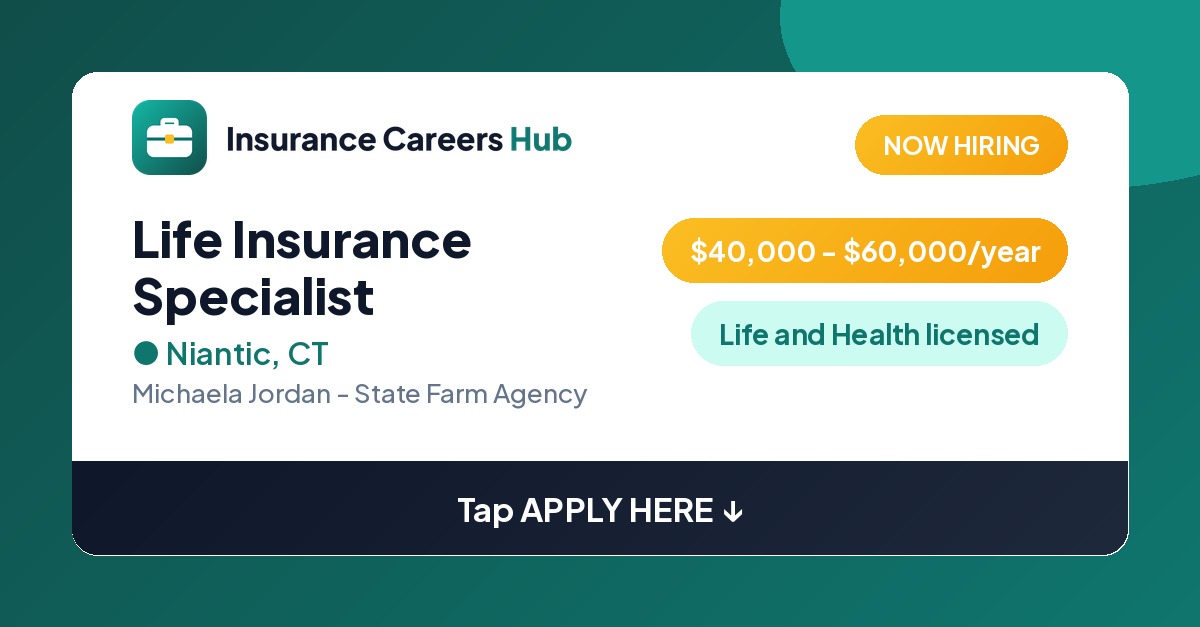 Insurance Careers Hub
NOW HIRING
Life Insurance
Specialist
Niantic, CT
Michaela Jordan - State Farm Agency
$40,000 - $60,000/year
Life and Health licensed
Tap APPLY HERE ↓